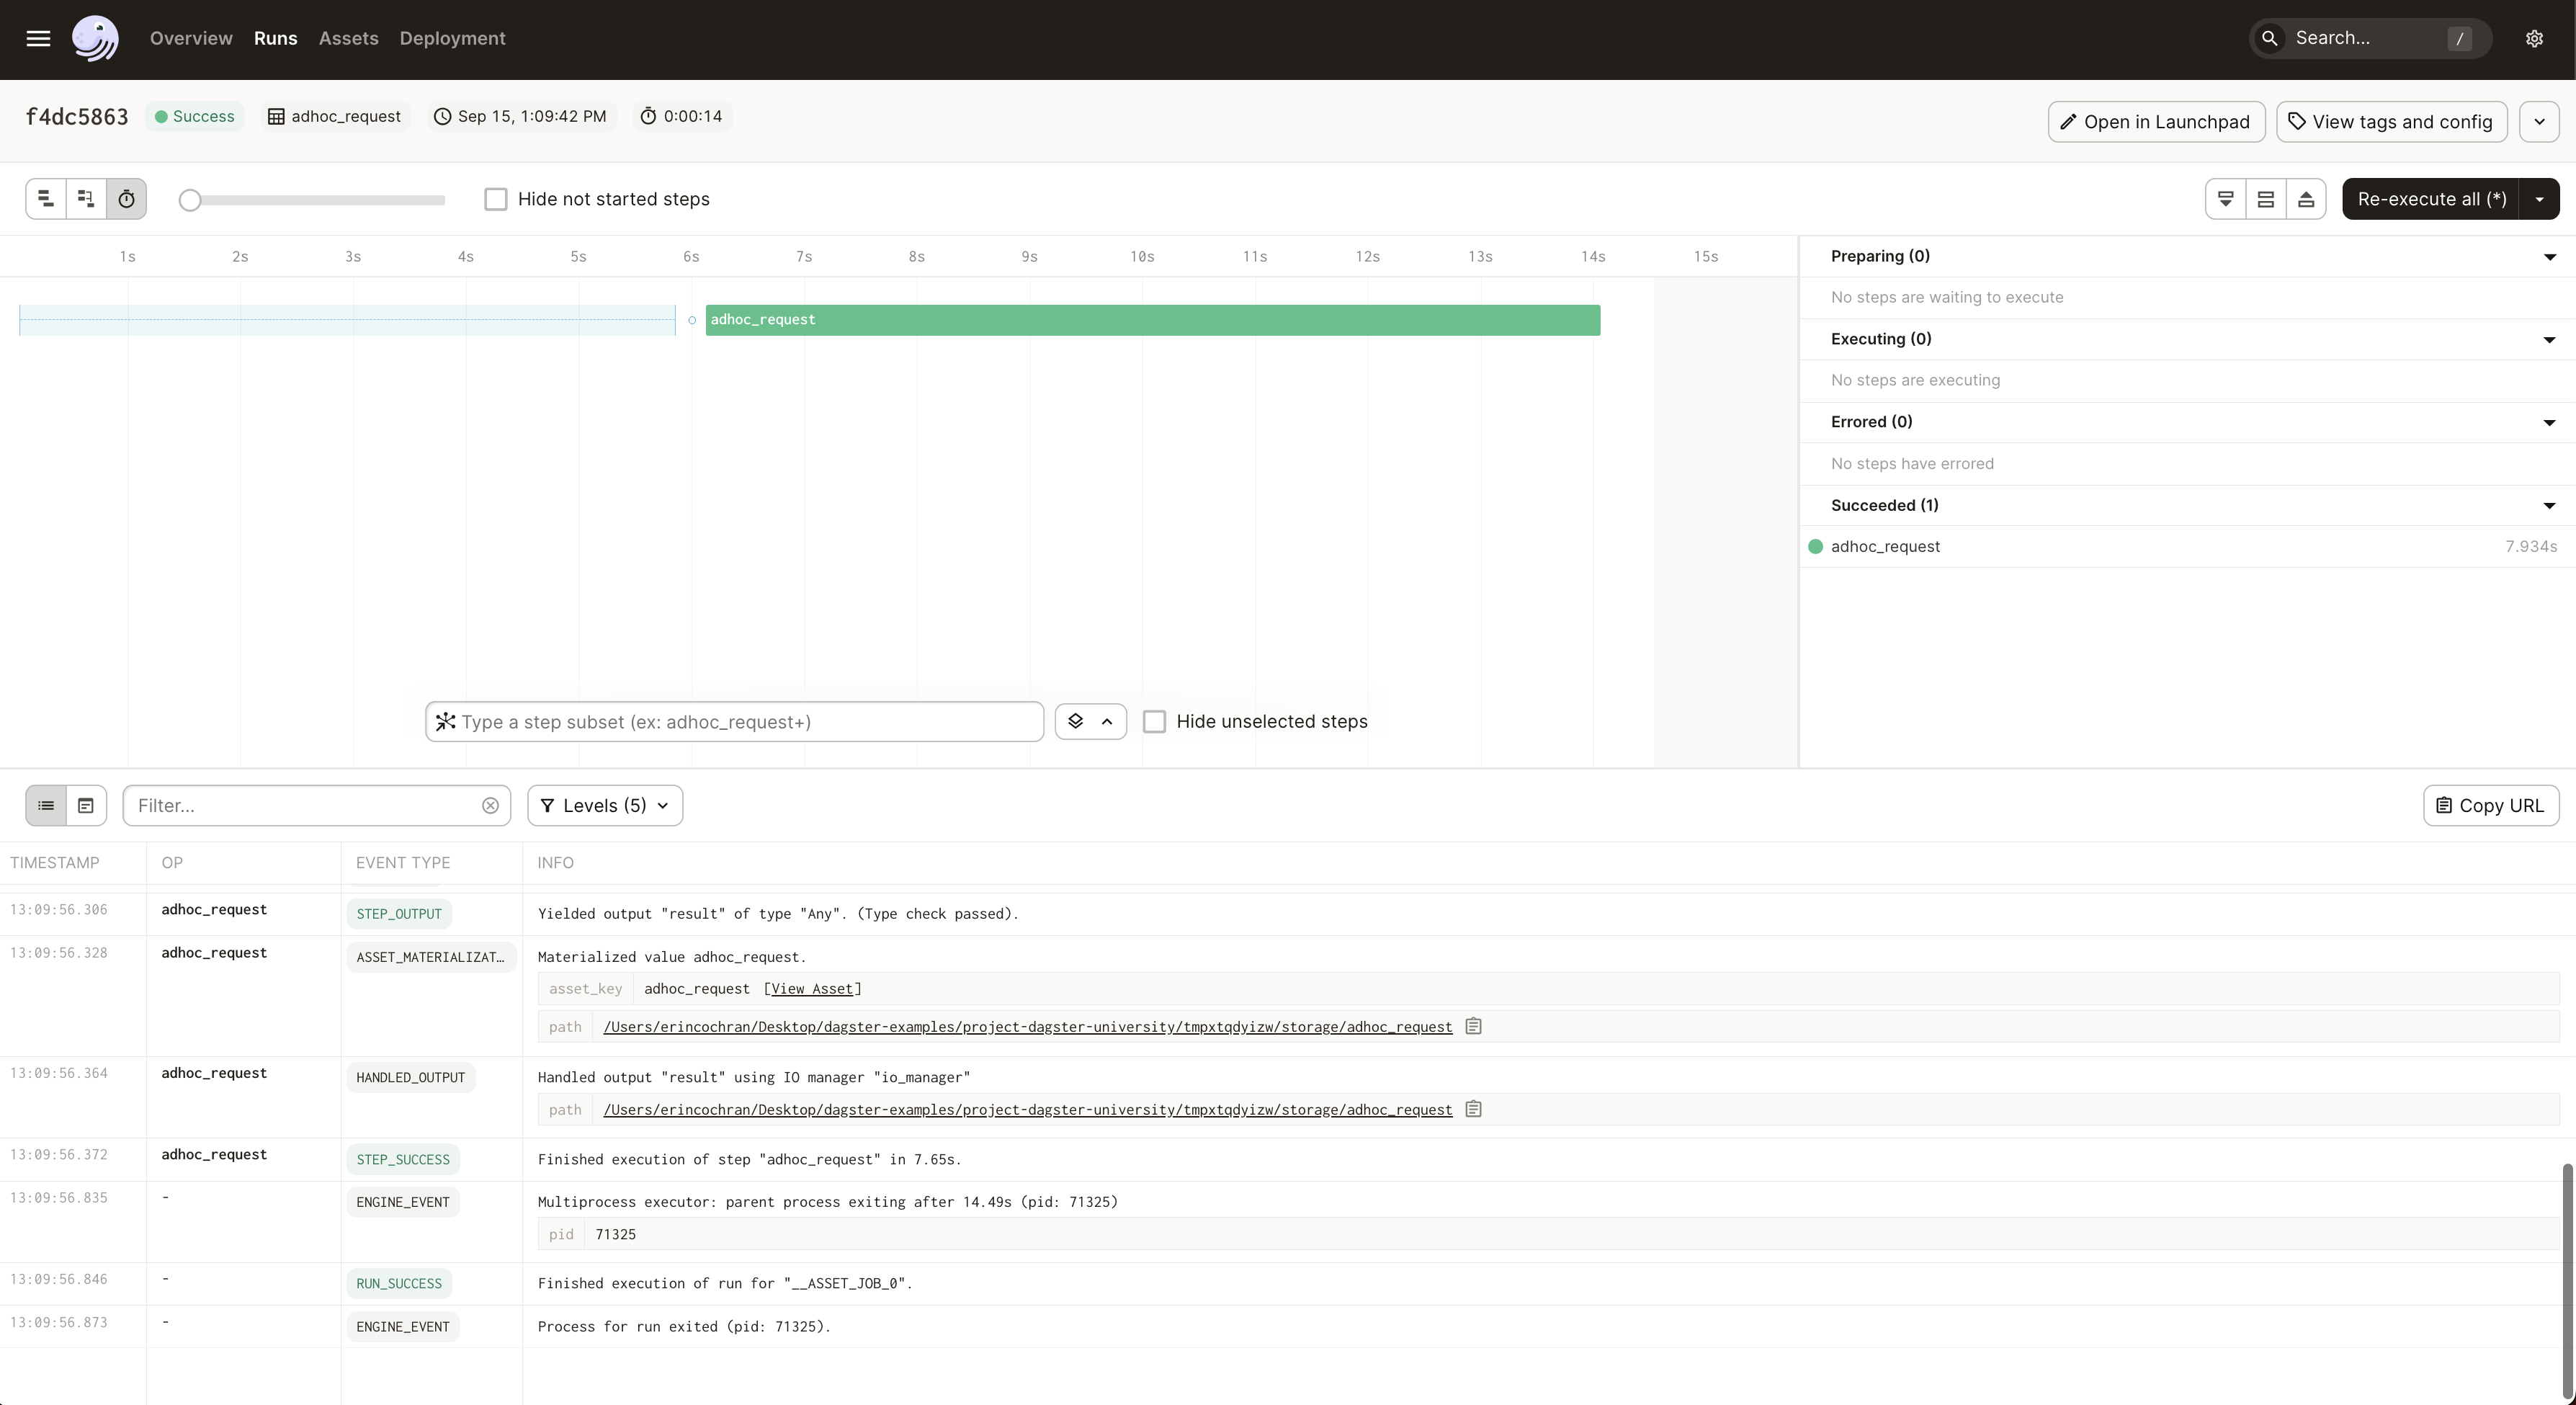 Overview Runs Assets Deployment Search... /
f4dc5863 Success adhoc_request Sep 15, 1:09:42 PM 0:00:14 Open in Launchpad View tags and config
Hide not started steps Re-execute all (*)
1s 2s 3s 4s 5s 6s 7s 8s 9s 10s 11s 12s 13s 14s 15s
adhoc_request
Preparing (0)
No steps are waiting to execute
Executing (0)
No steps are executing
Errored (0)
No steps have errored
Succeeded (1)
adhoc_request 7.934s
Type a step subset (ex: adhoc_request+) Hide unselected steps
Filter... Levels (5) Copy URL
TIMESTAMP OP EVENT TYPE INFO
13:09:56.306 adhoc_request STEP_OUTPUT Yielded output "result" of type "Any". (Type check passed).
13:09:56.328 adhoc_request ASSET_MATERIALIZAT… Materialized value adhoc_request.
asset_key adhoc_request [View Asset]
path /Users/erincochran/Desktop/dagster-examples/project-dagster-university/tmpxtqdyizw/storage/adhoc_request
13:09:56.364 adhoc_request HANDLED_OUTPUT Handled output "result" using IO manager "io_manager"
path /Users/erincochran/Desktop/dagster-examples/project-dagster-university/tmpxtqdyizw/storage/adhoc_request
13:09:56.372 adhoc_request STEP_SUCCESS Finished execution of step "adhoc_request" in 7.65s.
13:09:56.835 - ENGINE_EVENT Multiprocess executor: parent process exiting after 14.49s (pid: 71325)
pid 71325
13:09:56.846 - RUN_SUCCESS Finished execution of run for "__ASSET_JOB_0".
13:09:56.873 - ENGINE_EVENT Process for run exited (pid: 71325).